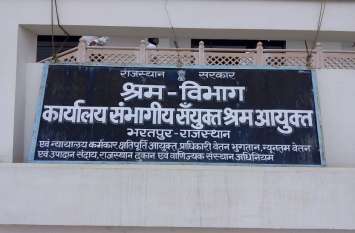 राजस्थान सरकार
श्रम-विभाग
कार्यालय संभागीय सँयुक्त श्रम आयुक्त
भरतपुर-राजस्थान
एवं न्यायालय कर्मकार क्षतिपूर्ति आयुक्त, प्राधिकारी वेतन भुगतान, न्यूनतम वेतन
एवं उपादान संदाय, राजस्थान दुकान एवं वाणिज्यक संस्थान अधिनियम